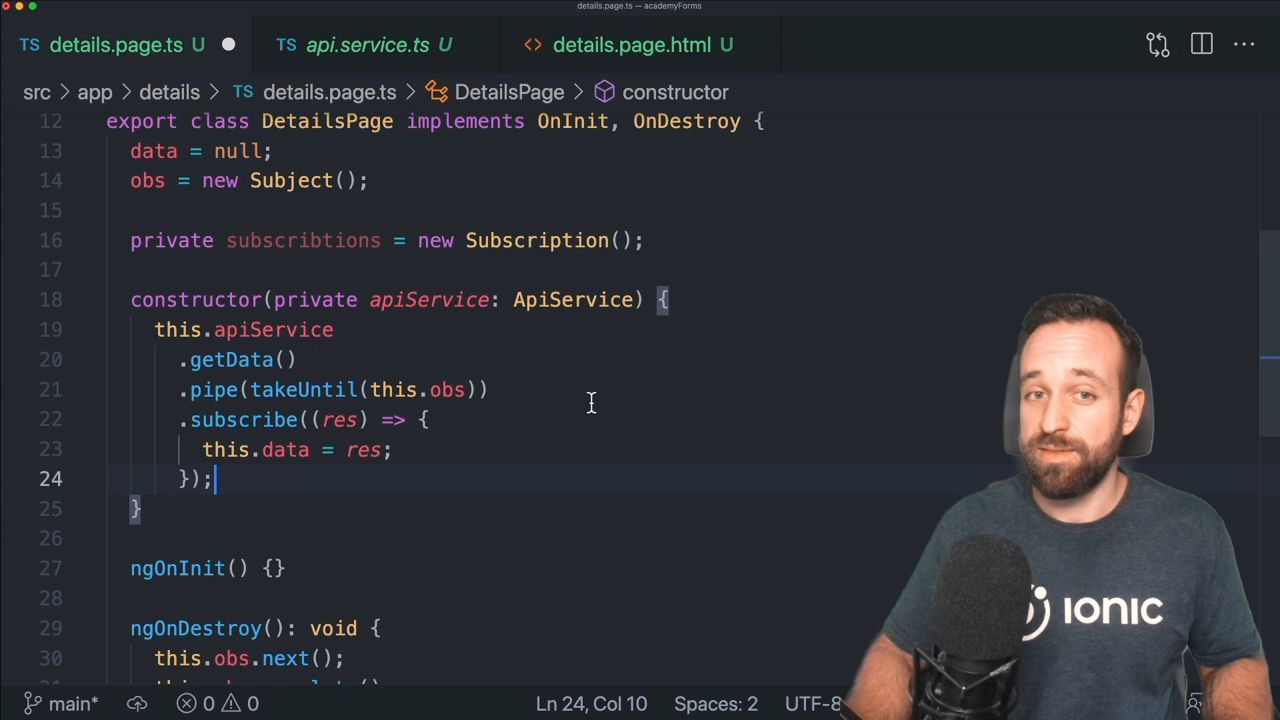 details.page.ts — academyForms
TS details.page.ts U TS api.service.ts U <> details.page.html U
src > app > details > TS details.page.ts > DetailsPage > constructor
12 export class DetailsPage implements OnInit, OnDestroy {
13 data = null;
14 obs = new Subject();
15
16 private subscribtions = new Subscription();
17
18 constructor(private apiService: ApiService) {
19 this.apiService
20 .getData()
21 .pipe(takeUntil(this.obs))
22 .subscribe((res) => {
23 this.data = res;
24 });
25 }
26
27 ngOnInit() {}
28
29 ngOnDestroy(): void {
30 this.obs.next();
main* 0 0 Ln 24, Col 10 Spaces: 2 UTF-8
IONIC